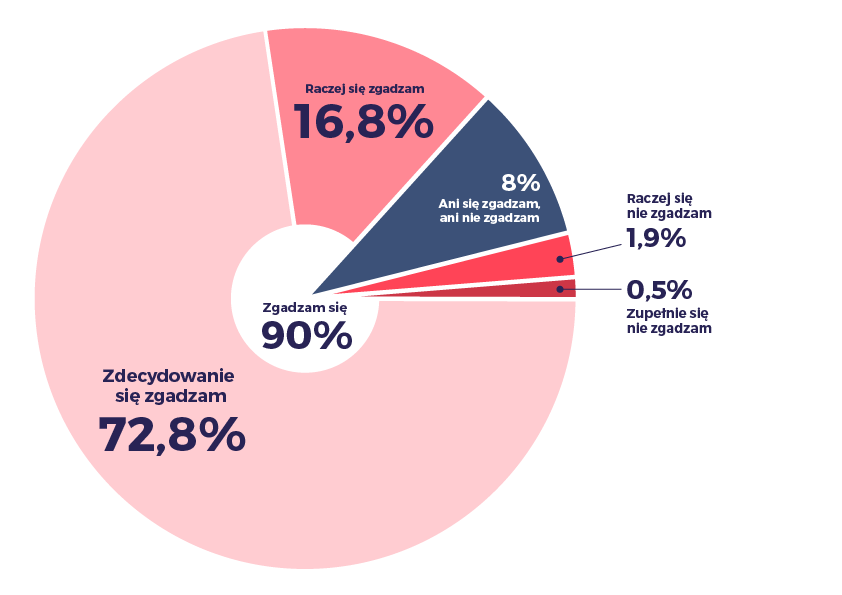 Raczej się zgadzam
16,8%
8%
Ani się zgadzam,
ani nie zgadzam
Raczej się
nie zgadzam
1,9%
0,5%
Zupełnie się
nie zgadzam
Zgadzam się
90%
Zdecydowanie
się zgadzam
72,8%